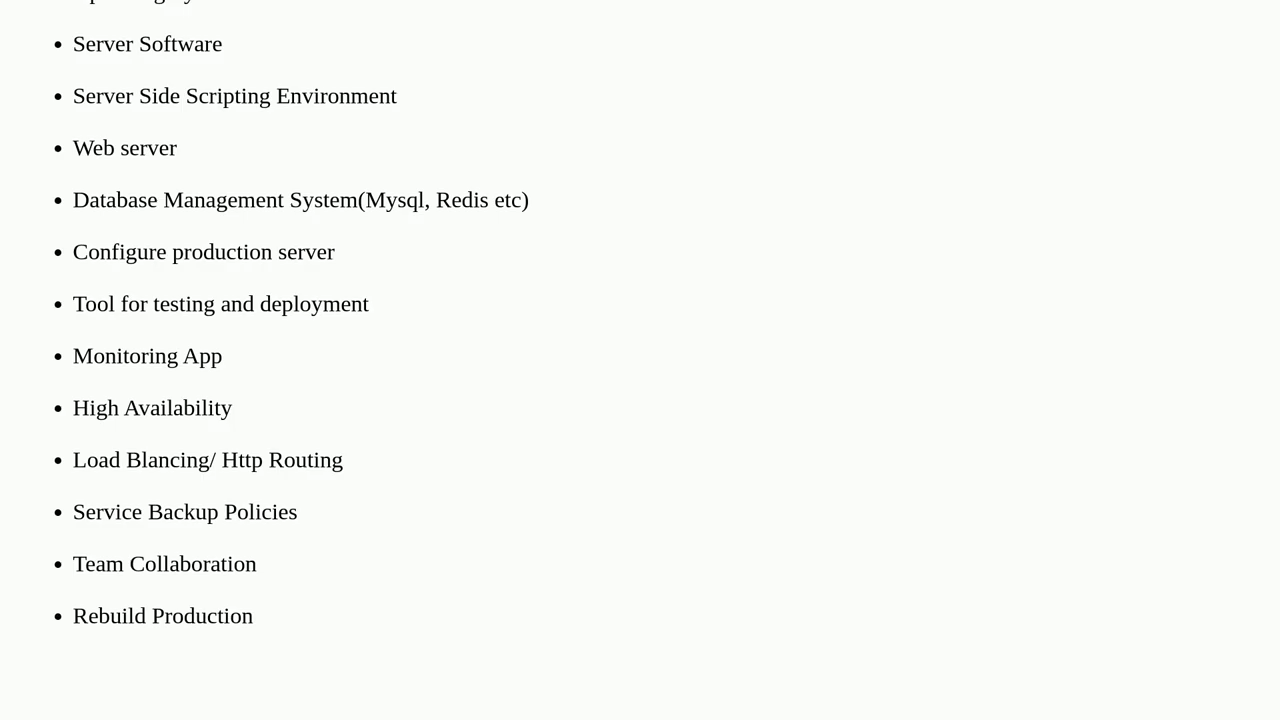 • Server Software
• Server Side Scripting Environment
• Web server
• Database Management System(Mysql, Redis etc)
• Configure production server
• Tool for testing and deployment
• Monitoring App
• High Availability
• Load Blancing/ Http Routing
• Service Backup Policies
• Team Collaboration
• Rebuild Production